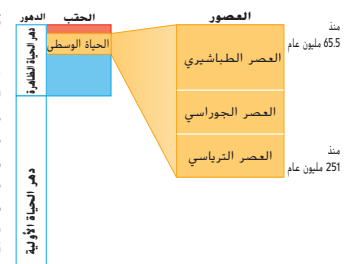 العصور
الحقب
الدهور
منذ
65.5 مليون عام
العصر الطباشيري
الحياة الوسطى
دهر الحياة الظاهرة
العصر الجوراسي
العصر الترياسي
منذ
251 مليون عام
دهر الحياة الأولية